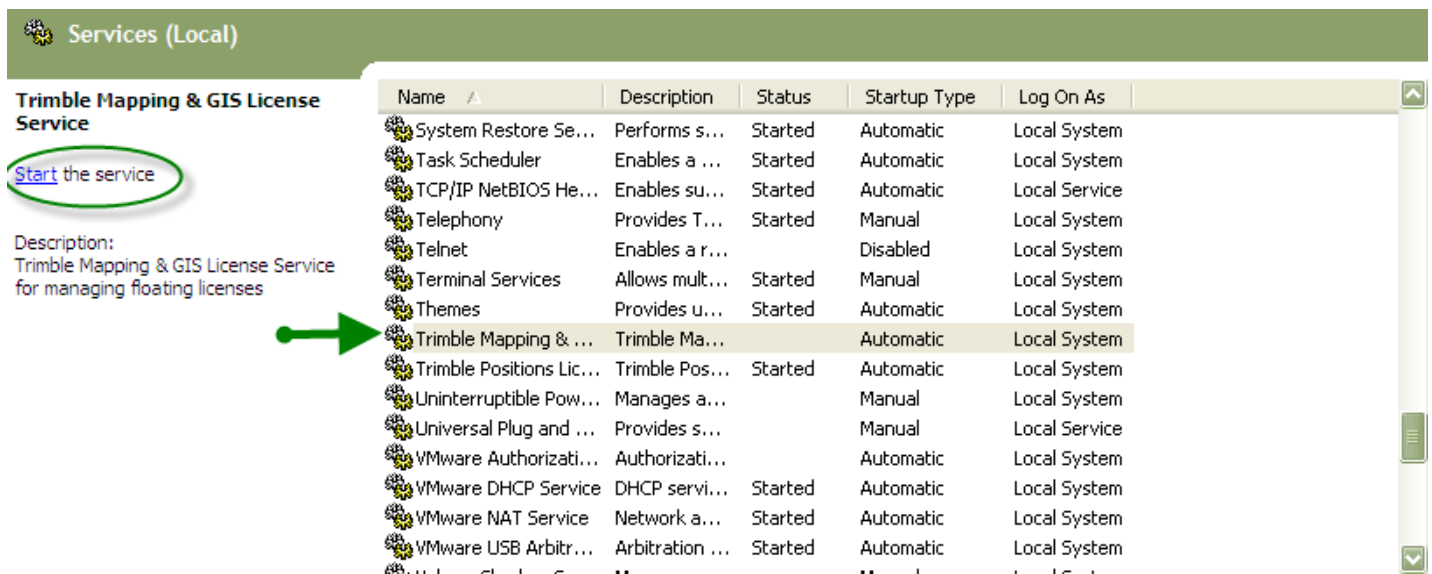 Services (Local)
Trimble Mapping & GIS License
Service
Start the service
Description:
Trimble Mapping & GIS License Service
for managing floating licenses
Name Description Status Startup Type Log On As
System Restore Se... Performs s... Started Automatic Local System
Task Scheduler Enables a ... Started Automatic Local System
TCP/IP NetBIOS He... Enables su... Started Automatic Local Service
Telephony Provides T... Started Manual Local System
Telnet Enables a r... Disabled Local System
Terminal Services Allows mult... Started Manual Local System
Themes Provides u... Started Automatic Local System
Trimble Mapping & ... Trimble Ma... Automatic Local System
Trimble Positions Lic... Trimble Pos... Started Automatic Local System
Uninterruptible Pow... Manages a... Manual Local System
Universal Plug and ... Provides s... Manual Local Service
VMware Authorizati... Authorizati... Automatic Local System
VMware DHCP Service DHCP servi... Started Automatic Local System
VMware NAT Service Network a... Started Automatic Local System
VMware USB Arbitr... Arbitration ... Started Automatic Local System